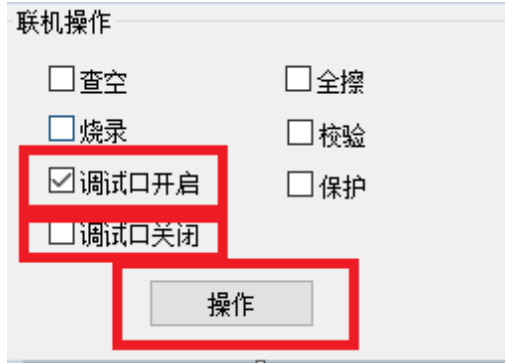 联机操作
查空 全擦
烧录 校验
调试口开启 保护
调试口关闭
操作